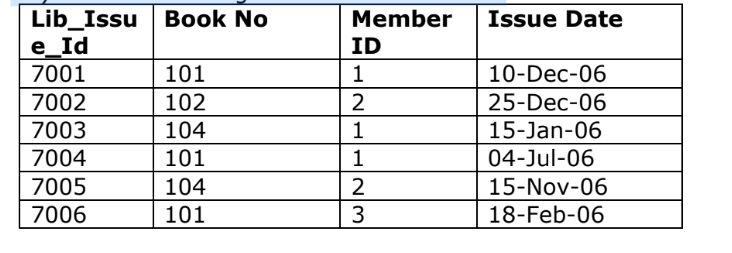 Lib_Issu Book No Member Issue Date
e_Id ID
7001 101 1 10-Dec-06
7002 102 2 25-Dec-06
7003 104 1 15-Jan-06
7004 101 1 04-Jul-06
7005 104 2 15-Nov-06
7006 101 3 18-Feb-06